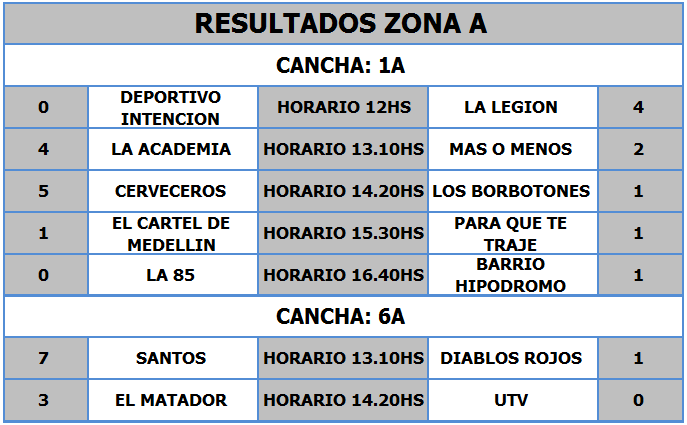 RESULTADOS ZONA A
CANCHA: 1A
0 DEPORTIVO INTENCION HORARIO 12HS LA LEGION 4
4 LA ACADEMIA HORARIO 13.10HS MAS O MENOS 2
5 CERVECEROS HORARIO 14.20HS LOS BORBOTONES 1
1 EL CARTEL DE MEDELLIN HORARIO 15.30HS PARA QUE TE TRAJE 1
0 LA 85 HORARIO 16.40HS BARRIO HIPODROMO 1
CANCHA: 6A
7 SANTOS HORARIO 13.10HS DIABLOS ROJOS 1
3 EL MATADOR HORARIO 14.20HS UTV 0